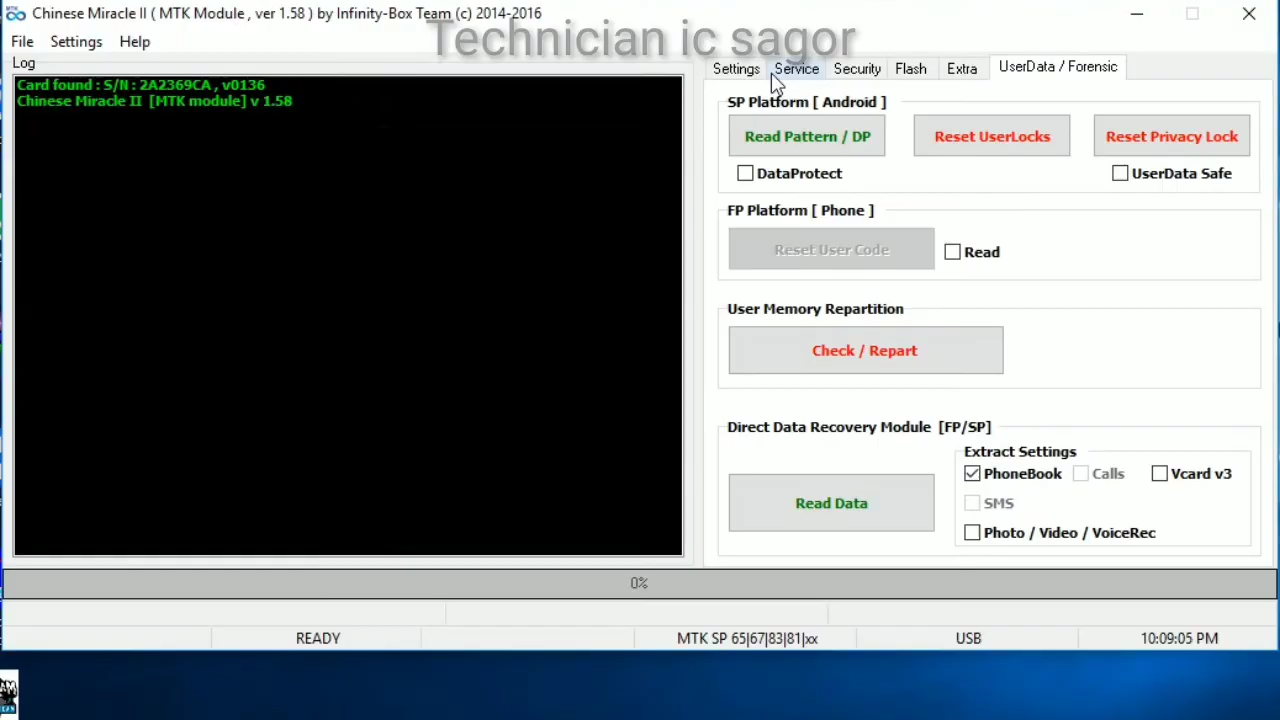 Chinese Miracle II ( MTK Module , ver 1.58 ) by Infinity-Box Team (c) 2014-2016
Technician ic sagor
File Settings Help
Log
Card found : S/N : 2A2369CA , v0136
Chinese Miracle II [MTK module] v 1.58
Settings Service Security Flash Extra UserData / Forensic
SP Platform [ Android ]
Read Pattern / DP Reset UserLocks Reset Privacy Lock
DataProtect UserData Safe
FP Platform [ Phone ]
Reset User Code Read
User Memory Repartition
Check / Repart
Direct Data Recovery Module [FP/SP]
Extract Settings
PhoneBook Calls Vcard v3
Read Data SMS
Photo / Video / VoiceRec
0%
READY MTK SP 65|67|83|81|xx USB 10:09:05 PM